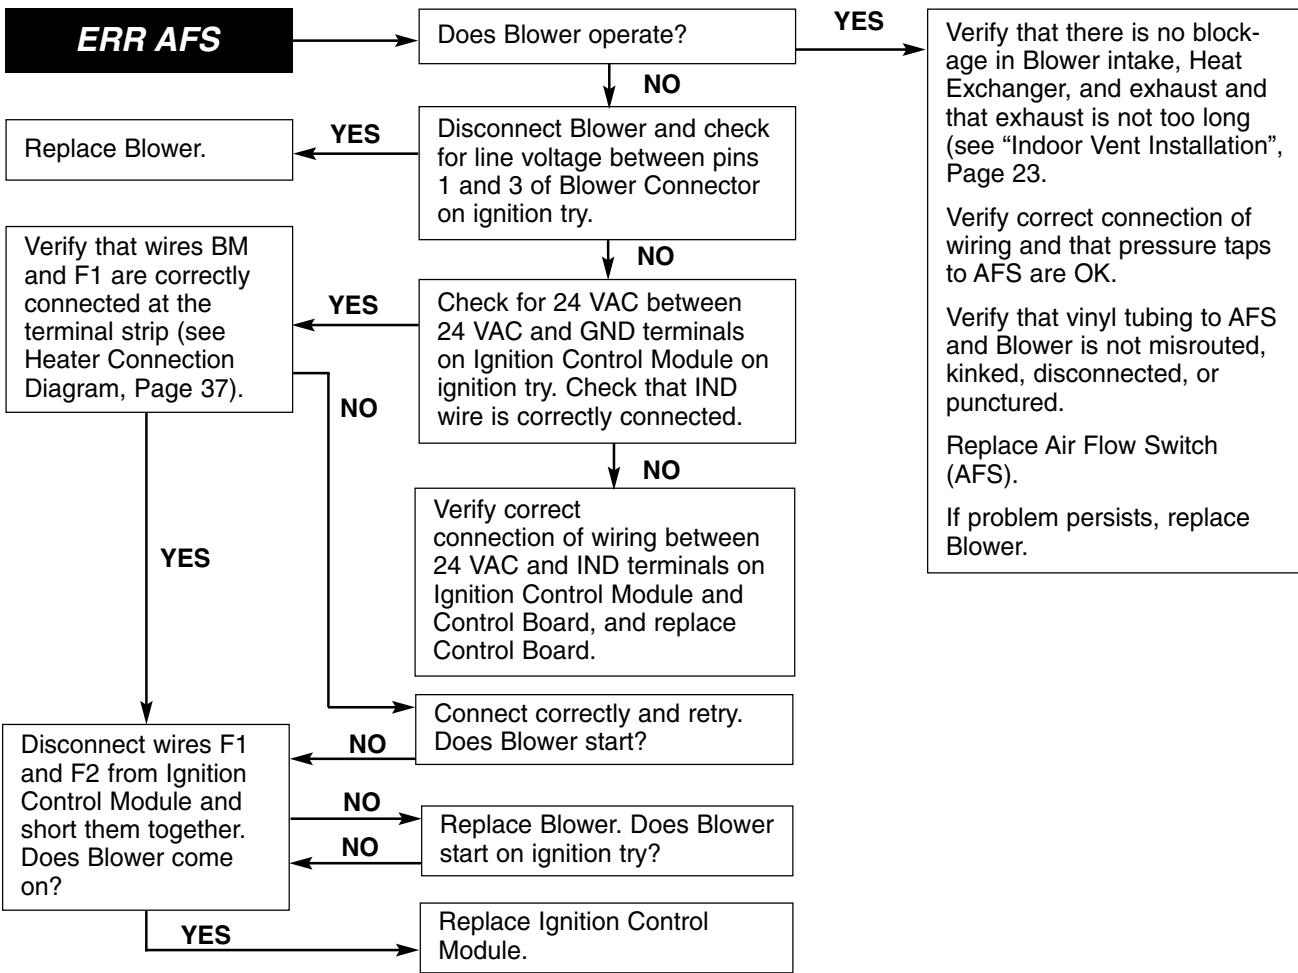 ERR AFS
Does Blower operate?
YES
NO
Verify that there is no block-
age in Blower intake, Heat
Exchanger, and exhaust and
that exhaust is not too long
(see “Indoor Vent Installation”,
Page 23.
Verify correct connection of
wiring and that pressure taps
to AFS are OK.
Verify that vinyl tubing to AFS
and Blower is not misrouted,
kinked, disconnected, or
punctured.
Replace Air Flow Switch
(AFS).
If problem persists, replace
Blower.
Disconnect Blower and check
for line voltage between pins
1 and 3 of Blower Connector
on ignition try.
YES
Replace Blower.
NO
Check for 24 VAC between
24 VAC and GND terminals
on Ignition Control Module on
ignition try. Check that IND
wire is correctly connected.
YES
Verify that wires BM
and F1 are correctly
connected at the
terminal strip (see
Heater Connection
Diagram, Page 37).
NO
NO
Verify correct
connection of wiring between
24 VAC and IND terminals on
Ignition Control Module and
Control Board, and replace
Control Board.
YES
Connect correctly and retry.
Does Blower start?
NO
Disconnect wires F1
and F2 from Ignition
Control Module and
short them together.
Does Blower come
on?
NO
Replace Blower. Does Blower
start on ignition try?
NO
YES
Replace Ignition Control
Module.